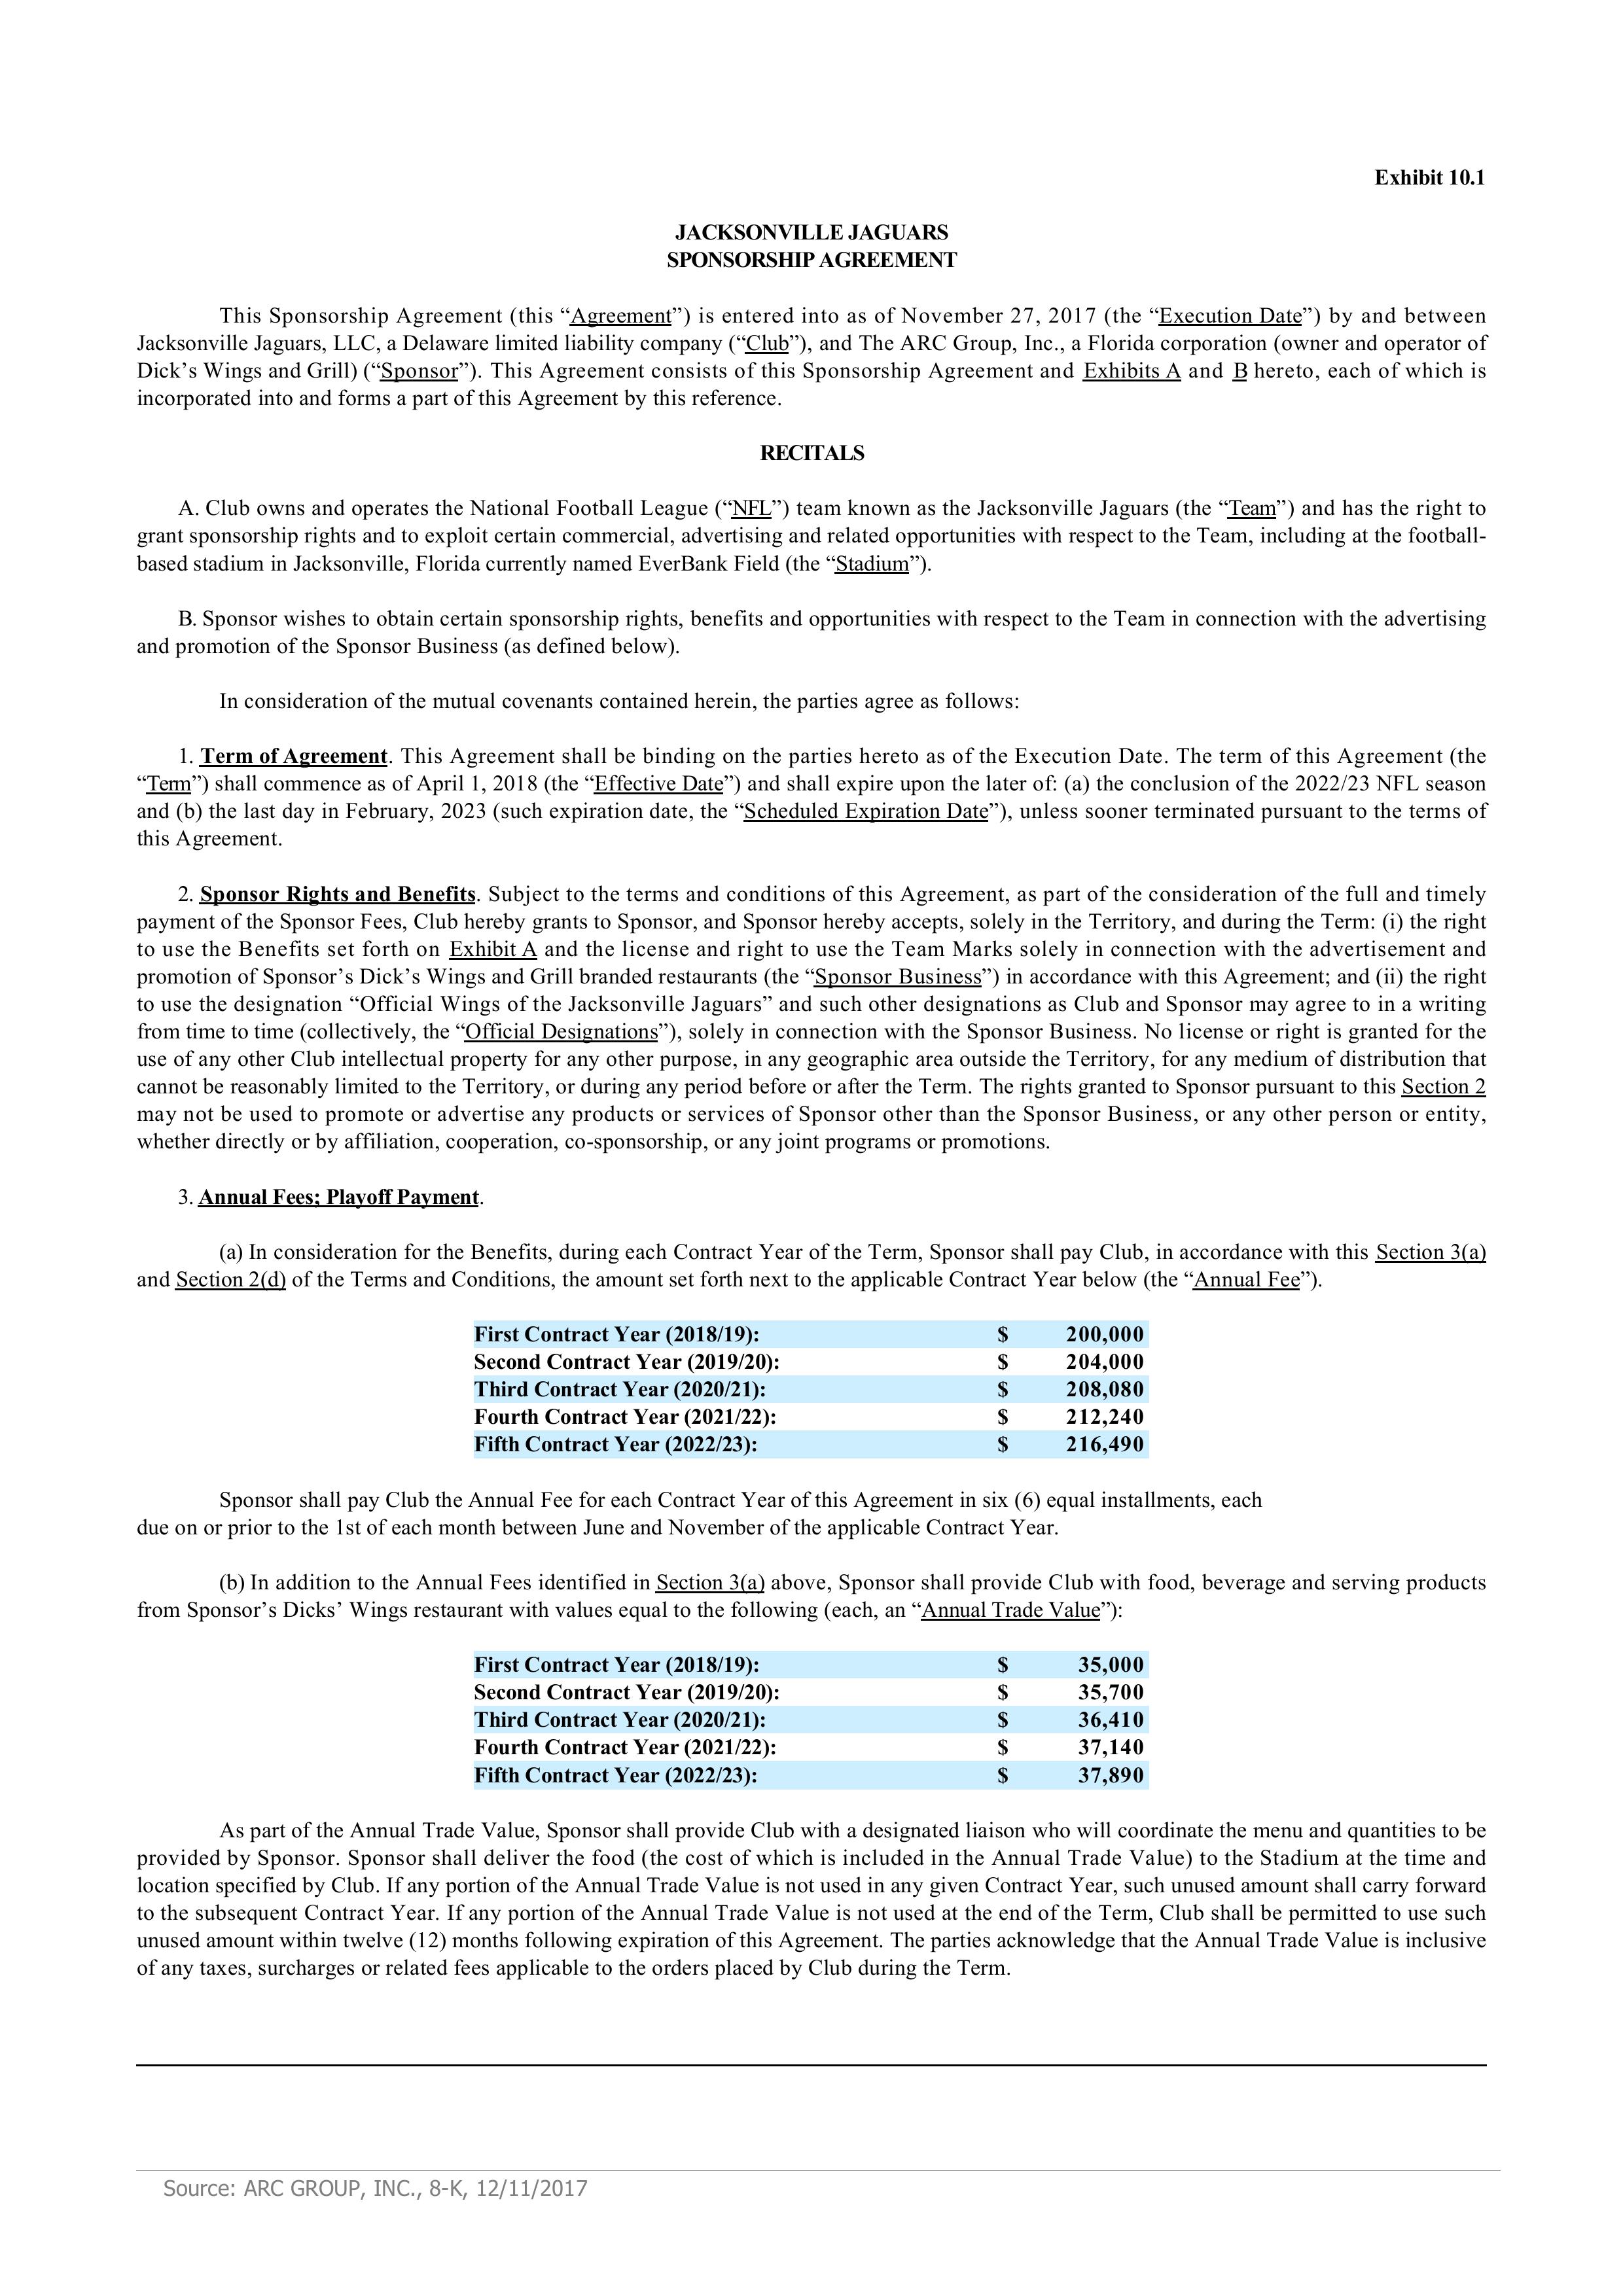 Exhibit 10.1
JACKSONVILLE JAGUARS
SPONSORSHIP AGREEMENT
This Sponsorship Agreement (this “Agreement”) is entered into as of November 27, 2017 (the “Execution Date”) by and between
Jacksonville Jaguars, LLC, a Delaware limited liability company (“Club”), and The ARC Group, Inc., a Florida corporation (owner and operator of
Dick’s Wings and Grill) (“Sponsor”). This Agreement consists of this Sponsorship Agreement and Exhibits A and B hereto, each of which is
incorporated into and forms a part of this Agreement by this reference.
RECITALS
A. Club owns and operates the National Football League (“NFL”) team known as the Jacksonville Jaguars (the “Team”) and has the right to
grant sponsorship rights and to exploit certain commercial, advertising and related opportunities with respect to the Team, including at the football-
based stadium in Jacksonville, Florida currently named EverBank Field (the “Stadium”).
B. Sponsor wishes to obtain certain sponsorship rights, benefits and opportunities with respect to the Team in connection with the advertising
and promotion of the Sponsor Business (as defined below).
In consideration of the mutual covenants contained herein, the parties agree as follows:
1. Term of Agreement. This Agreement shall be binding on the parties hereto as of the Execution Date. The term of this Agreement (the
“Term”) shall commence as of April 1, 2018 (the “Effective Date”) and shall expire upon the later of: (a) the conclusion of the 2022/23 NFL season
and (b) the last day in February, 2023 (such expiration date, the “Scheduled Expiration Date”), unless sooner terminated pursuant to the terms of
this Agreement.
2. Sponsor Rights and Benefits. Subject to the terms and conditions of this Agreement, as part of the consideration of the full and timely
payment of the Sponsor Fees, Club hereby grants to Sponsor, and Sponsor hereby accepts, solely in the Territory, and during the Term: (i) the right
to use the Benefits set forth on Exhibit A and the license and right to use the Team Marks solely in connection with the advertisement and
promotion of Sponsor’s Dick’s Wings and Grill branded restaurants (the “Sponsor Business”) in accordance with this Agreement; and (ii) the right
to use the designation “Official Wings of the Jacksonville Jaguars” and such other designations as Club and Sponsor may agree to in a writing
from time to time (collectively, the “Official Designations”), solely in connection with the Sponsor Business. No license or right is granted for the
use of any other Club intellectual property for any other purpose, in any geographic area outside the Territory, for any medium of distribution that
cannot be reasonably limited to the Territory, or during any period before or after the Term. The rights granted to Sponsor pursuant to this Section 2
may not be used to promote or advertise any products or services of Sponsor other than the Sponsor Business, or any other person or entity,
whether directly or by affiliation, cooperation, co-sponsorship, or any joint programs or promotions.
3. Annual Fees; Playoff Payment.
(a) In consideration for the Benefits, during each Contract Year of the Term, Sponsor shall pay Club, in accordance with this Section 3(a)
and Section 2(d) of the Terms and Conditions, the amount set forth next to the applicable Contract Year below (the “Annual Fee”).
First Contract Year (2018/19): $ 200,000
Second Contract Year (2019/20): $ 204,000
Third Contract Year (2020/21): $ 208,080
Fourth Contract Year (2021/22): $ 212,240
Fifth Contract Year (2022/23): $ 216,490
Sponsor shall pay Club the Annual Fee for each Contract Year of this Agreement in six (6) equal installments, each
due on or prior to the 1st of each month between June and November of the applicable Contract Year.
(b) In addition to the Annual Fees identified in Section 3(a) above, Sponsor shall provide Club with food, beverage and serving products
from Sponsor’s Dicks’ Wings restaurant with values equal to the following (each, an “Annual Trade Value”):
First Contract Year (2018/19): $ 35,000
Second Contract Year (2019/20): $ 35,700
Third Contract Year (2020/21): $ 36,410
Fourth Contract Year (2021/22): $ 37,140
Fifth Contract Year (2022/23): $ 37,890
As part of the Annual Trade Value, Sponsor shall provide Club with a designated liaison who will coordinate the menu and quantities to be
provided by Sponsor. Sponsor shall deliver the food (the cost of which is included in the Annual Trade Value) to the Stadium at the time and
location specified by Club. If any portion of the Annual Trade Value is not used in any given Contract Year, such unused amount shall carry forward
to the subsequent Contract Year. If any portion of the Annual Trade Value is not used at the end of the Term, Club shall be permitted to use such
unused amount within twelve (12) months following expiration of this Agreement. The parties acknowledge that the Annual Trade Value is inclusive
of any taxes, surcharges or related fees applicable to the orders placed by Club during the Term.
Source: ARC GROUP, INC., 8-K, 12/11/2017